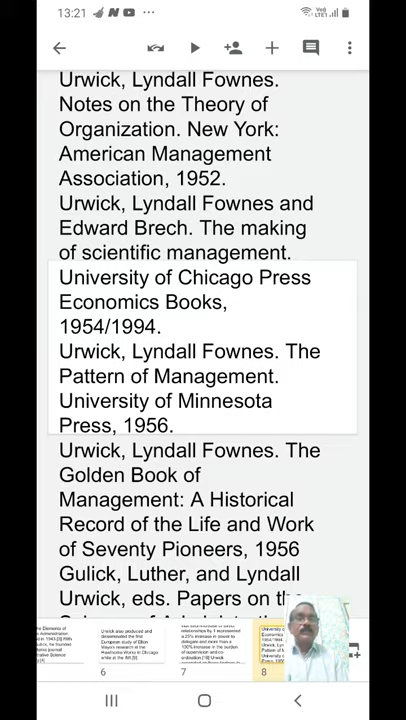 13:21
Urwick, Lyndall Fownes.
Notes on the Theory of
Organization. New York:
American Management
Association, 1952.
Urwick, Lyndall Fownes and
Edward Brech. The making
of scientific management.
University of Chicago Press
Economics Books,
1954/1994.
Urwick, Lyndall Fownes. The
Pattern of Management.
University of Minnesota
Press, 1956.
Urwick, Lyndall Fownes. The
Golden Book of
Management: A Historical
Record of the Life and Work
of Seventy Pioneers, 1956
Gulick, Luther, and Lyndall
Urwick, eds. Papers on the
6
7
8